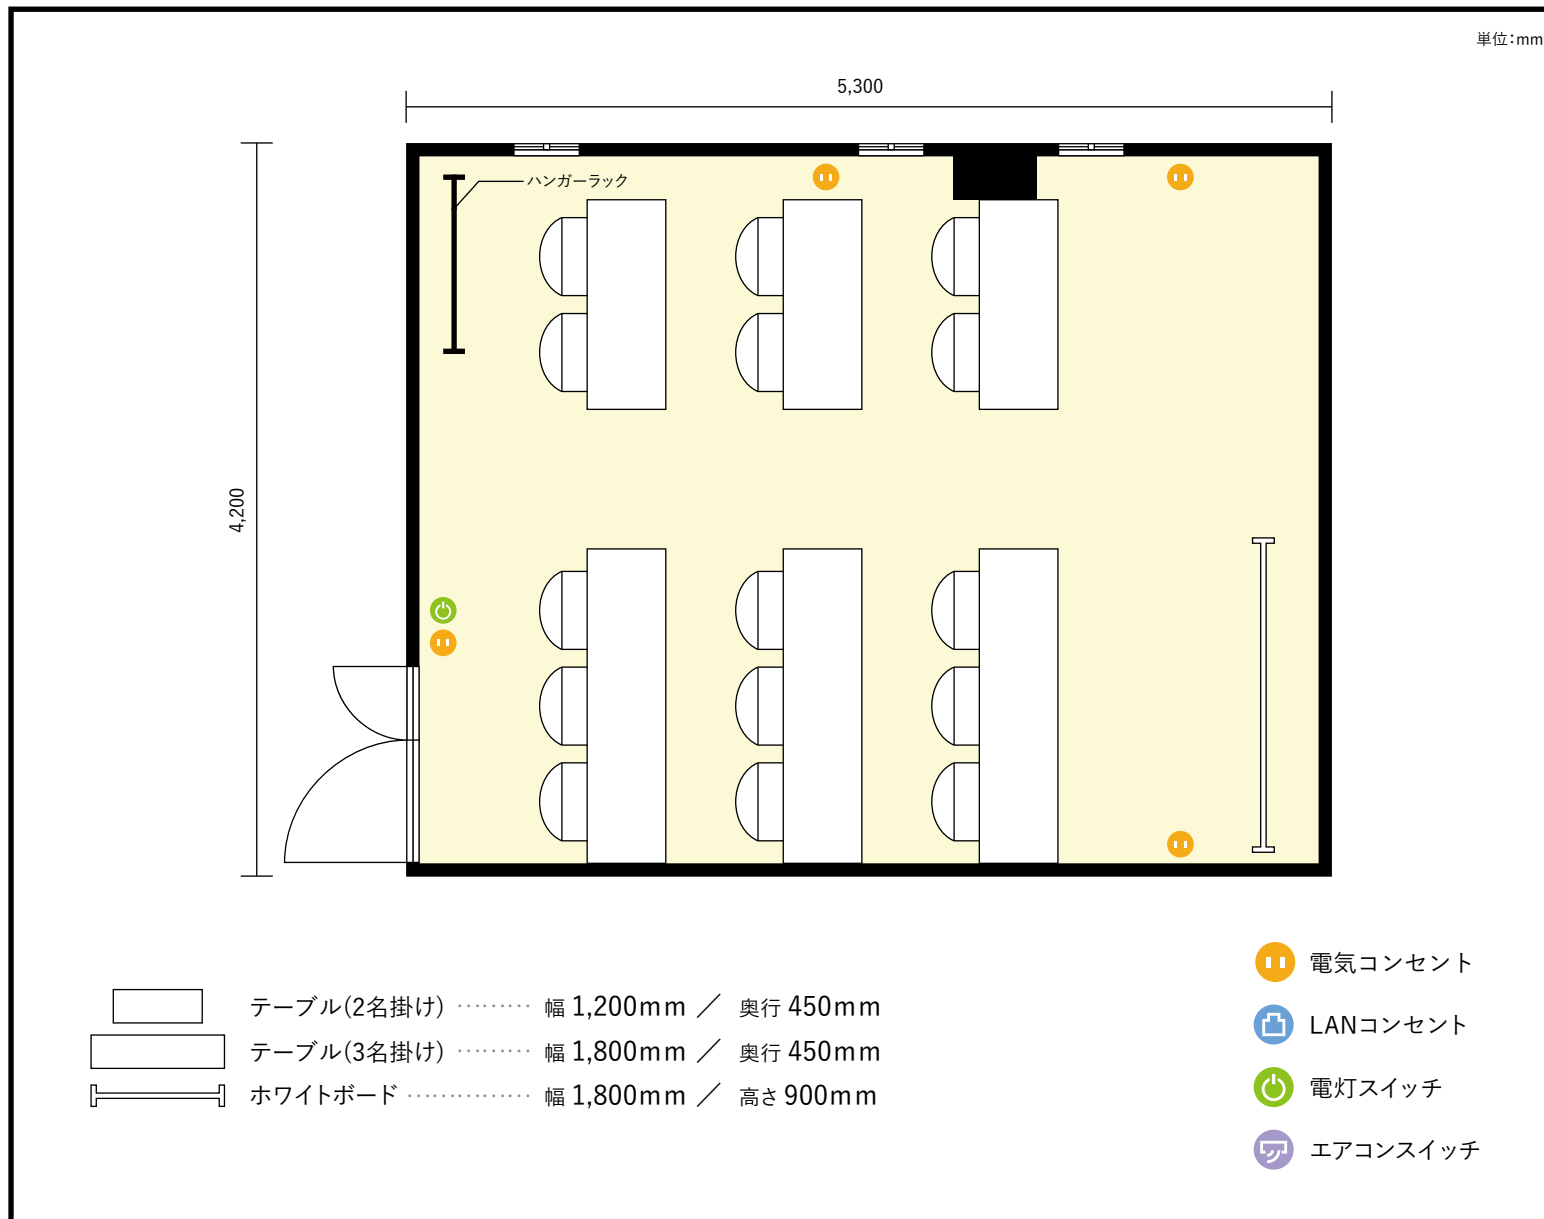 単位：mm
5,300
ハンガーラック
4,200
テーブル(2名掛け) ········· 幅 1,200mm ／ 奥行 450mm
テーブル(3名掛け) ········· 幅 1,800mm ／ 奥行 450mm
ホワイトボード ··············· 幅 1,800mm ／ 高さ 900mm
電気コンセント
LANコンセント
電灯スイッチ
エアコンスイッチ